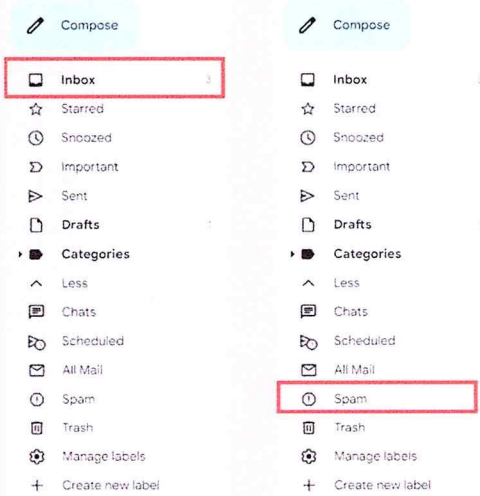 Compose
Inbox 3
Starred
Snoozed
Important
Sent
Drafts
Categories
Less
Chats
Scheduled
All Mail
Spam
Trash
Manage labels
Create new label
Compose
Inbox
Starred
Snoozed
Important
Sent
Drafts
Categories
Less
Chats
Scheduled
All Mail
Spam
Trash
Manage labels
Create new label